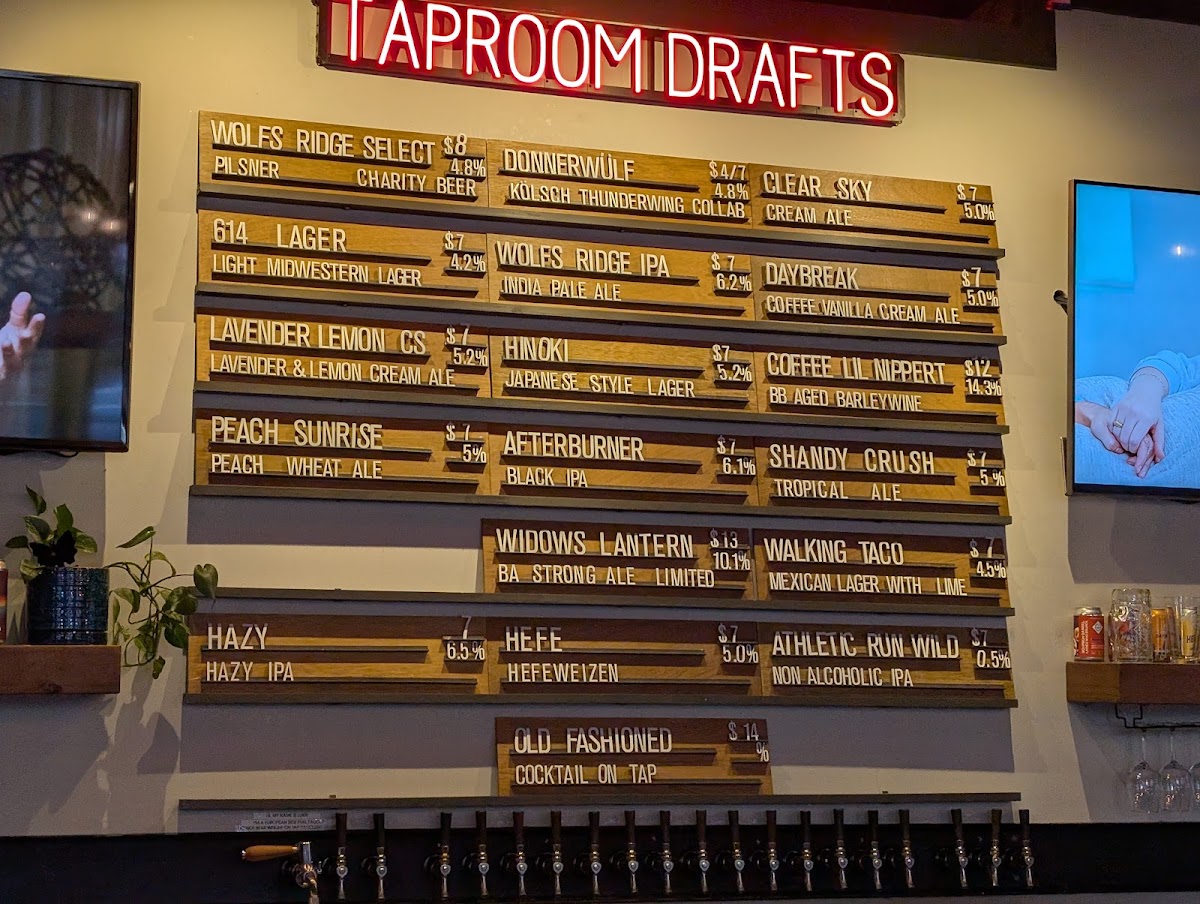 TAPROOM DRAFTS
WOLFS RIDGE SELECT $8
PILSNER CHARITY BEER 4.8%
DONNERWÜLF $4/7
KÖLSCH THUNDERWING COLLAB 4.8%
CLEAR SKY $7
CREAM ALE 5.0%
614 LAGER $7
LIGHT MIDWESTERN LAGER 4.2%
WOLFS RIDGE IPA $7
INDIA PALE ALE 6.2%
DAYBREAK $7
COFFEE VANILLA CREAM ALE 5.0%
LAVENDER LEMON CS $7
LAVENDER & LEMON CREAM ALE 5.2%
HINOKI $7
JAPANESE STYLE LAGER 5.2%
COFFEE LIL NIPPERT $12
BB AGED BARLEYWINE 14.3%
PEACH SUNRISE $7
PEACH WHEAT ALE 5%
AFTERBURNER $7
BLACK IPA 6.1%
SHANDY CRUSH $7
TROPICAL ALE 5%
WIDOWS LANTERN $13
BA STRONG ALE LIMITED 10.1%
WALKING TACO $7
MEXICAN LAGER WITH LIME 4.5%
HAZY 7
HAZY IPA 6.5%
HEFE $7
HEFEWEIZEN 5.0%
ATHLETIC RUN WILD $7
NON ALCOHOLIC IPA 0.5%
OLD FASHIONED $14
COCKTAIL ON TAP %